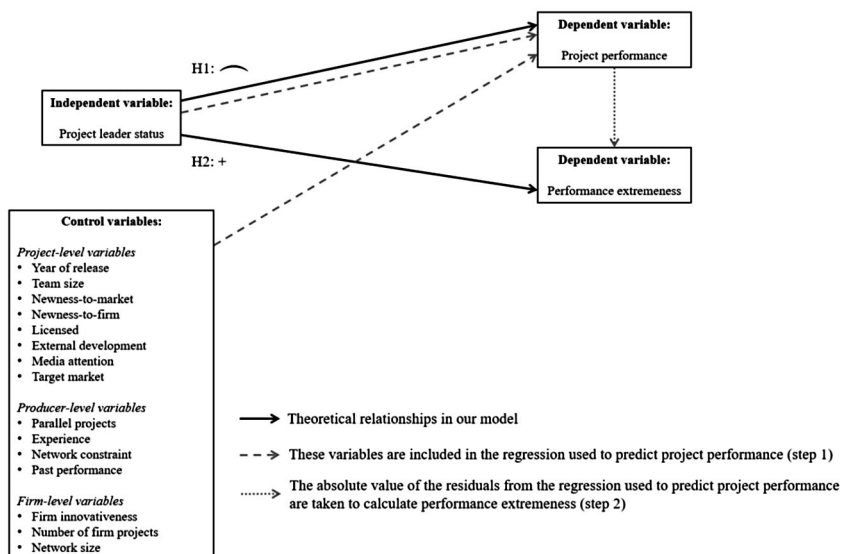 Dependent variable:
Project performance
H1:
Independent variable:
Project leader status
H2: +
Dependent variable:
Performance extremeness
Control variables:
Project-level variables
• Year of release
• Team size
• Newness-to-market
• Newness-to-firm
• Licensed
• External development
• Media attention
• Target market
Producer-level variables
• Parallel projects
• Experience
• Network constraint
• Past performance
Firm-level variables
• Firm innovativeness
• Number of firm projects
• Network size
Theoretical relationships in our model
These variables are included in the regression used to predict project performance (step 1)
The absolute value of the residuals from the regression used to predict project performance
are taken to calculate performance extremeness (step 2)